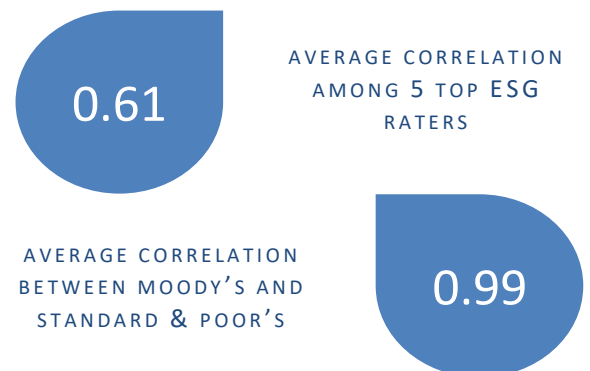 0.61
AVERAGE CORRELATION
AMONG 5 TOP ESG
RATERS
AVERAGE CORRELATION
BETWEEN MOODY’S AND
STANDARD & POOR’S
0.99